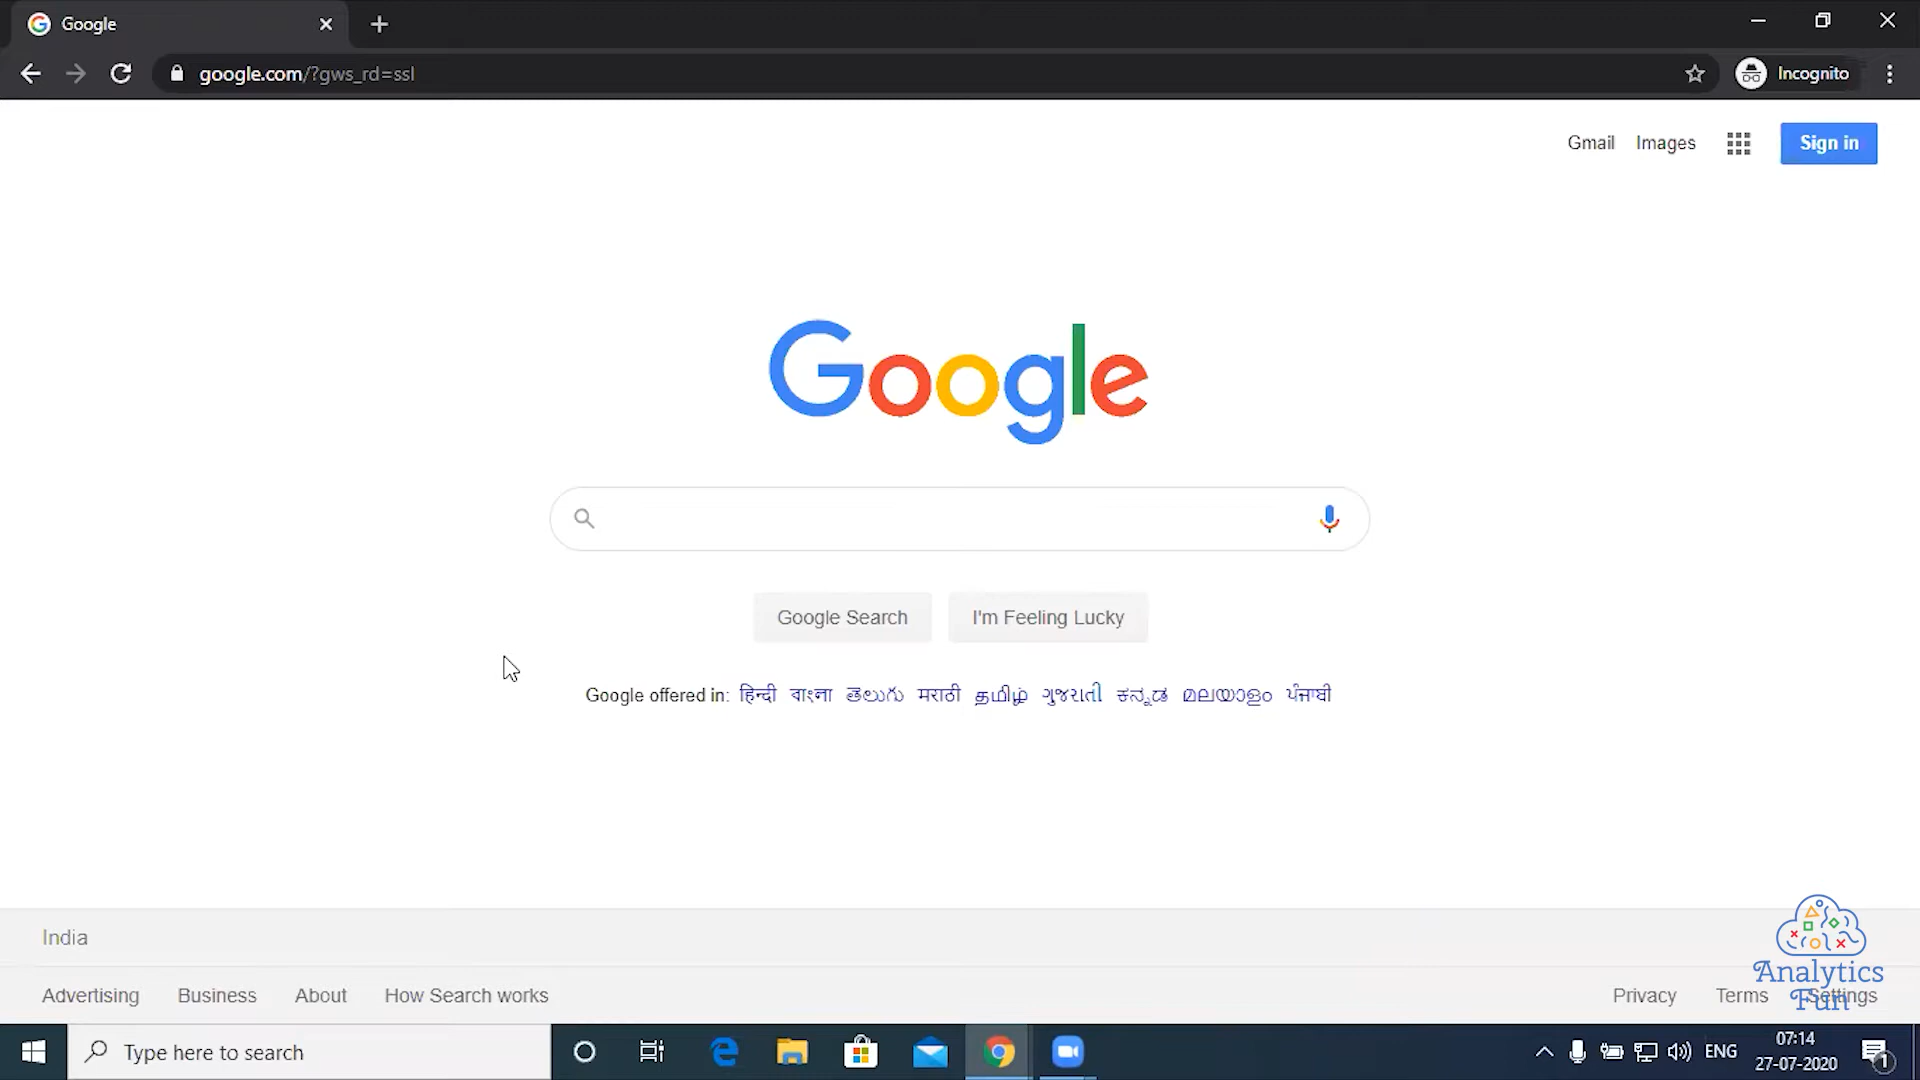 Google
google.com/?gws_rd=ssl
Incognito
Gmail Images
Sign in
Google
Google Search
I'm Feeling Lucky
Google offered in: हिन्दी বাংলা తెలుగు मराठी தமிழ் ગુજરાતી ಕನ್ನಡ മലയാളം ਪੰਜਾਬੀ
India
Advertising Business About How Search works
Privacy Terms Settings
Analytics
Fun
Type here to search
ENG
07:14
27-07-2020
1